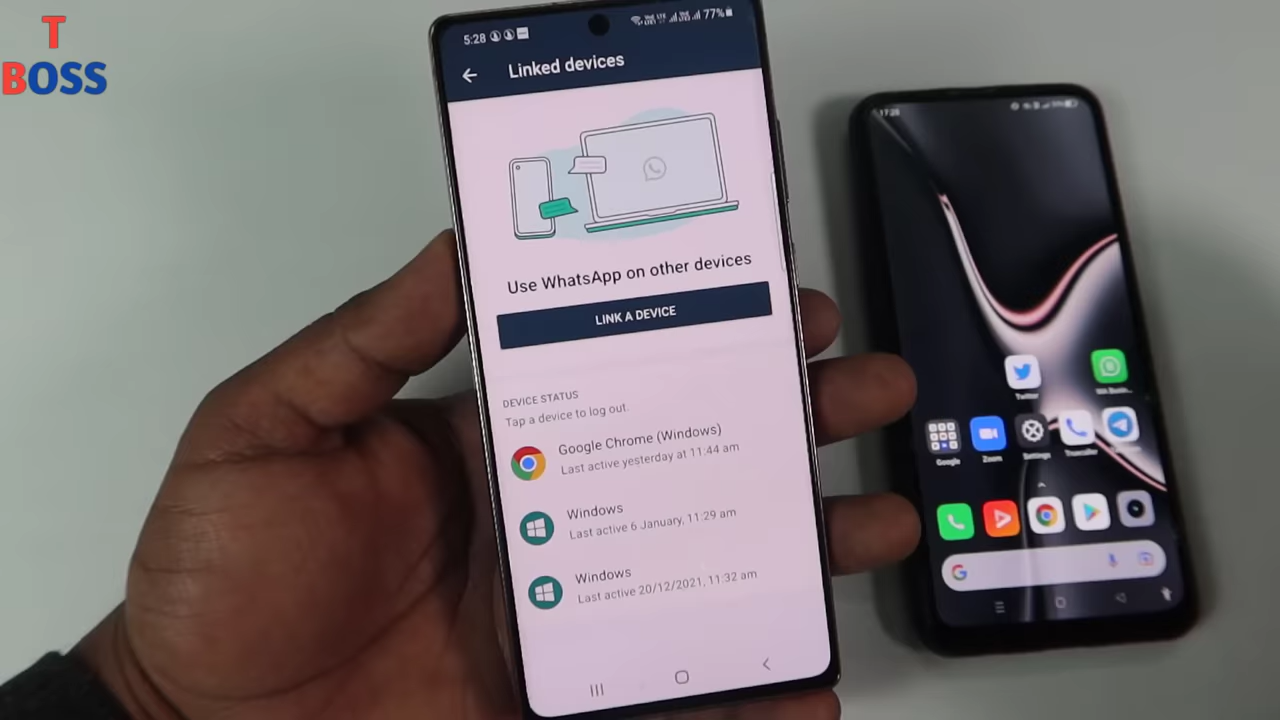 T
BOSS
5:28
77%
Linked devices
Use WhatsApp on other devices
LINK A DEVICE
DEVICE STATUS
Tap a device to log out.
Google Chrome (Windows)
Last active yesterday at 11:44 am
Windows
Last active 6 January, 11:29 am
Windows
Last active 20/12/2021, 11:32 am
17:28
Twitter
Google
Zoom
Settings
Truecaller